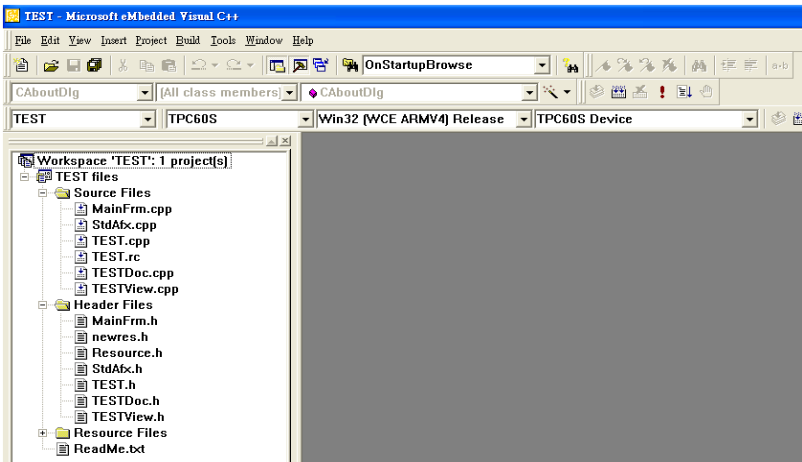 TEST - Microsoft eMbedded Visual C++
File Edit View Insert Project Build Tools Window Help
OnStartupBrowse
a+b
CAboutDlg [All class members] CAboutDlg
TEST TPC60S Win32 (WCE ARMV4) Release TPC60S Device
Workspace 'TEST': 1 project(s)
TEST files
Source Files
MainFrm.cpp
StdAfx.cpp
TEST.cpp
TEST.rc
TESTDoc.cpp
TESTView.cpp
Header Files
MainFrm.h
newres.h
Resource.h
StdAfx.h
TEST.h
TESTDoc.h
TESTView.h
Resource Files
ReadMe.txt